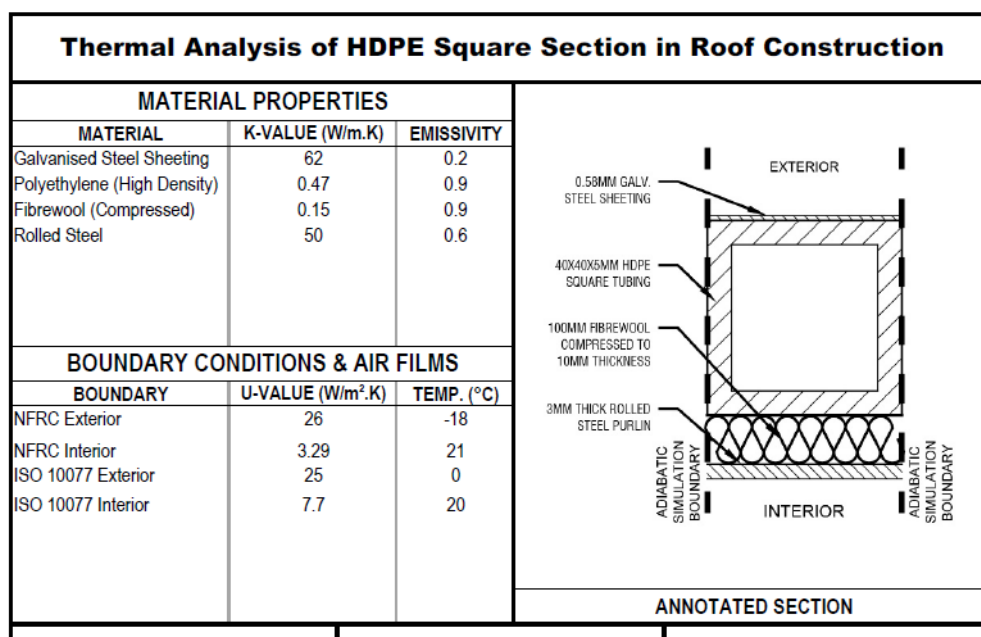 Thermal Analysis of HDPE Square Section in Roof Construction
MATERIAL PROPERTIES
MATERIAL K-VALUE (W/m.K) EMISSIVITY
Galvanised Steel Sheeting 62 0.2
Polyethylene (High Density) 0.47 0.9
Fibrewool (Compressed) 0.15 0.9
Rolled Steel 50 0.6
BOUNDARY CONDITIONS & AIR FILMS
BOUNDARY U-VALUE (W/m².K) TEMP. (°C)
NFRC Exterior 26 -18
NFRC Interior 3.29 21
ISO 10077 Exterior 25 0
ISO 10077 Interior 7.7 20
EXTERIOR
0.58MM GALV.
STEEL SHEETING
40X40X5MM HDPE
SQUARE TUBING
100MM FIBREWOOL
COMPRESSED TO
10MM THICKNESS
3MM THICK ROLLED
STEEL PURLIN
ADIABATIC
SIMULATION
BOUNDARY
INTERIOR
ADIABATIC
SIMULATION
BOUNDARY
ANNOTATED SECTION